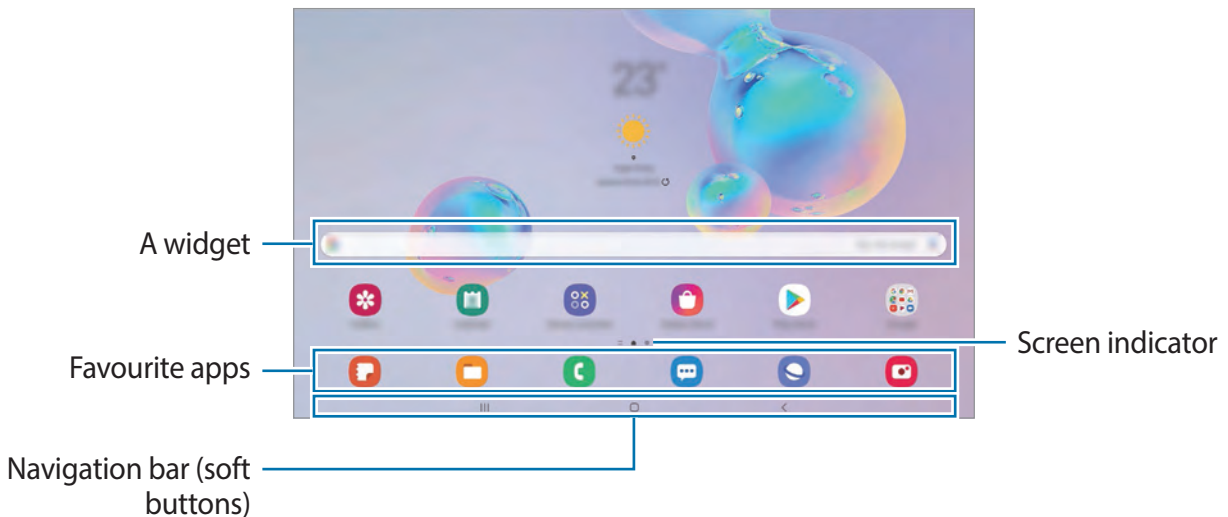 23°
A widget
Screen indicator
Favourite apps
Navigation bar (soft
buttons)